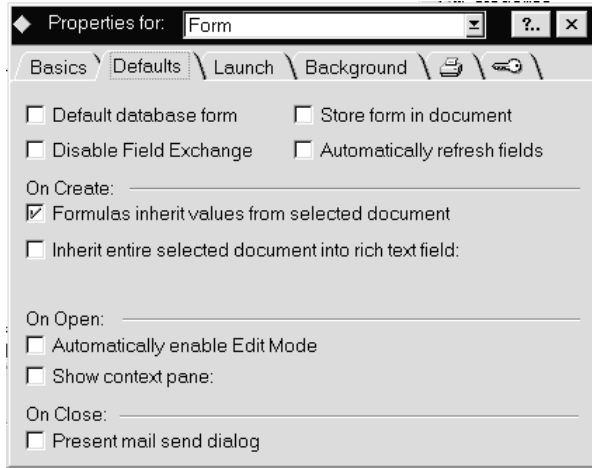 Properties for: Form ?.. ×
Basics Defaults Launch Background
Default database form Store form in document
Disable Field Exchange Automatically refresh fields
On Create:
Formulas inherit values from selected document
Inherit entire selected document into rich text field:
On Open:
Automatically enable Edit Mode
Show context pane:
On Close:
Present mail send dialog